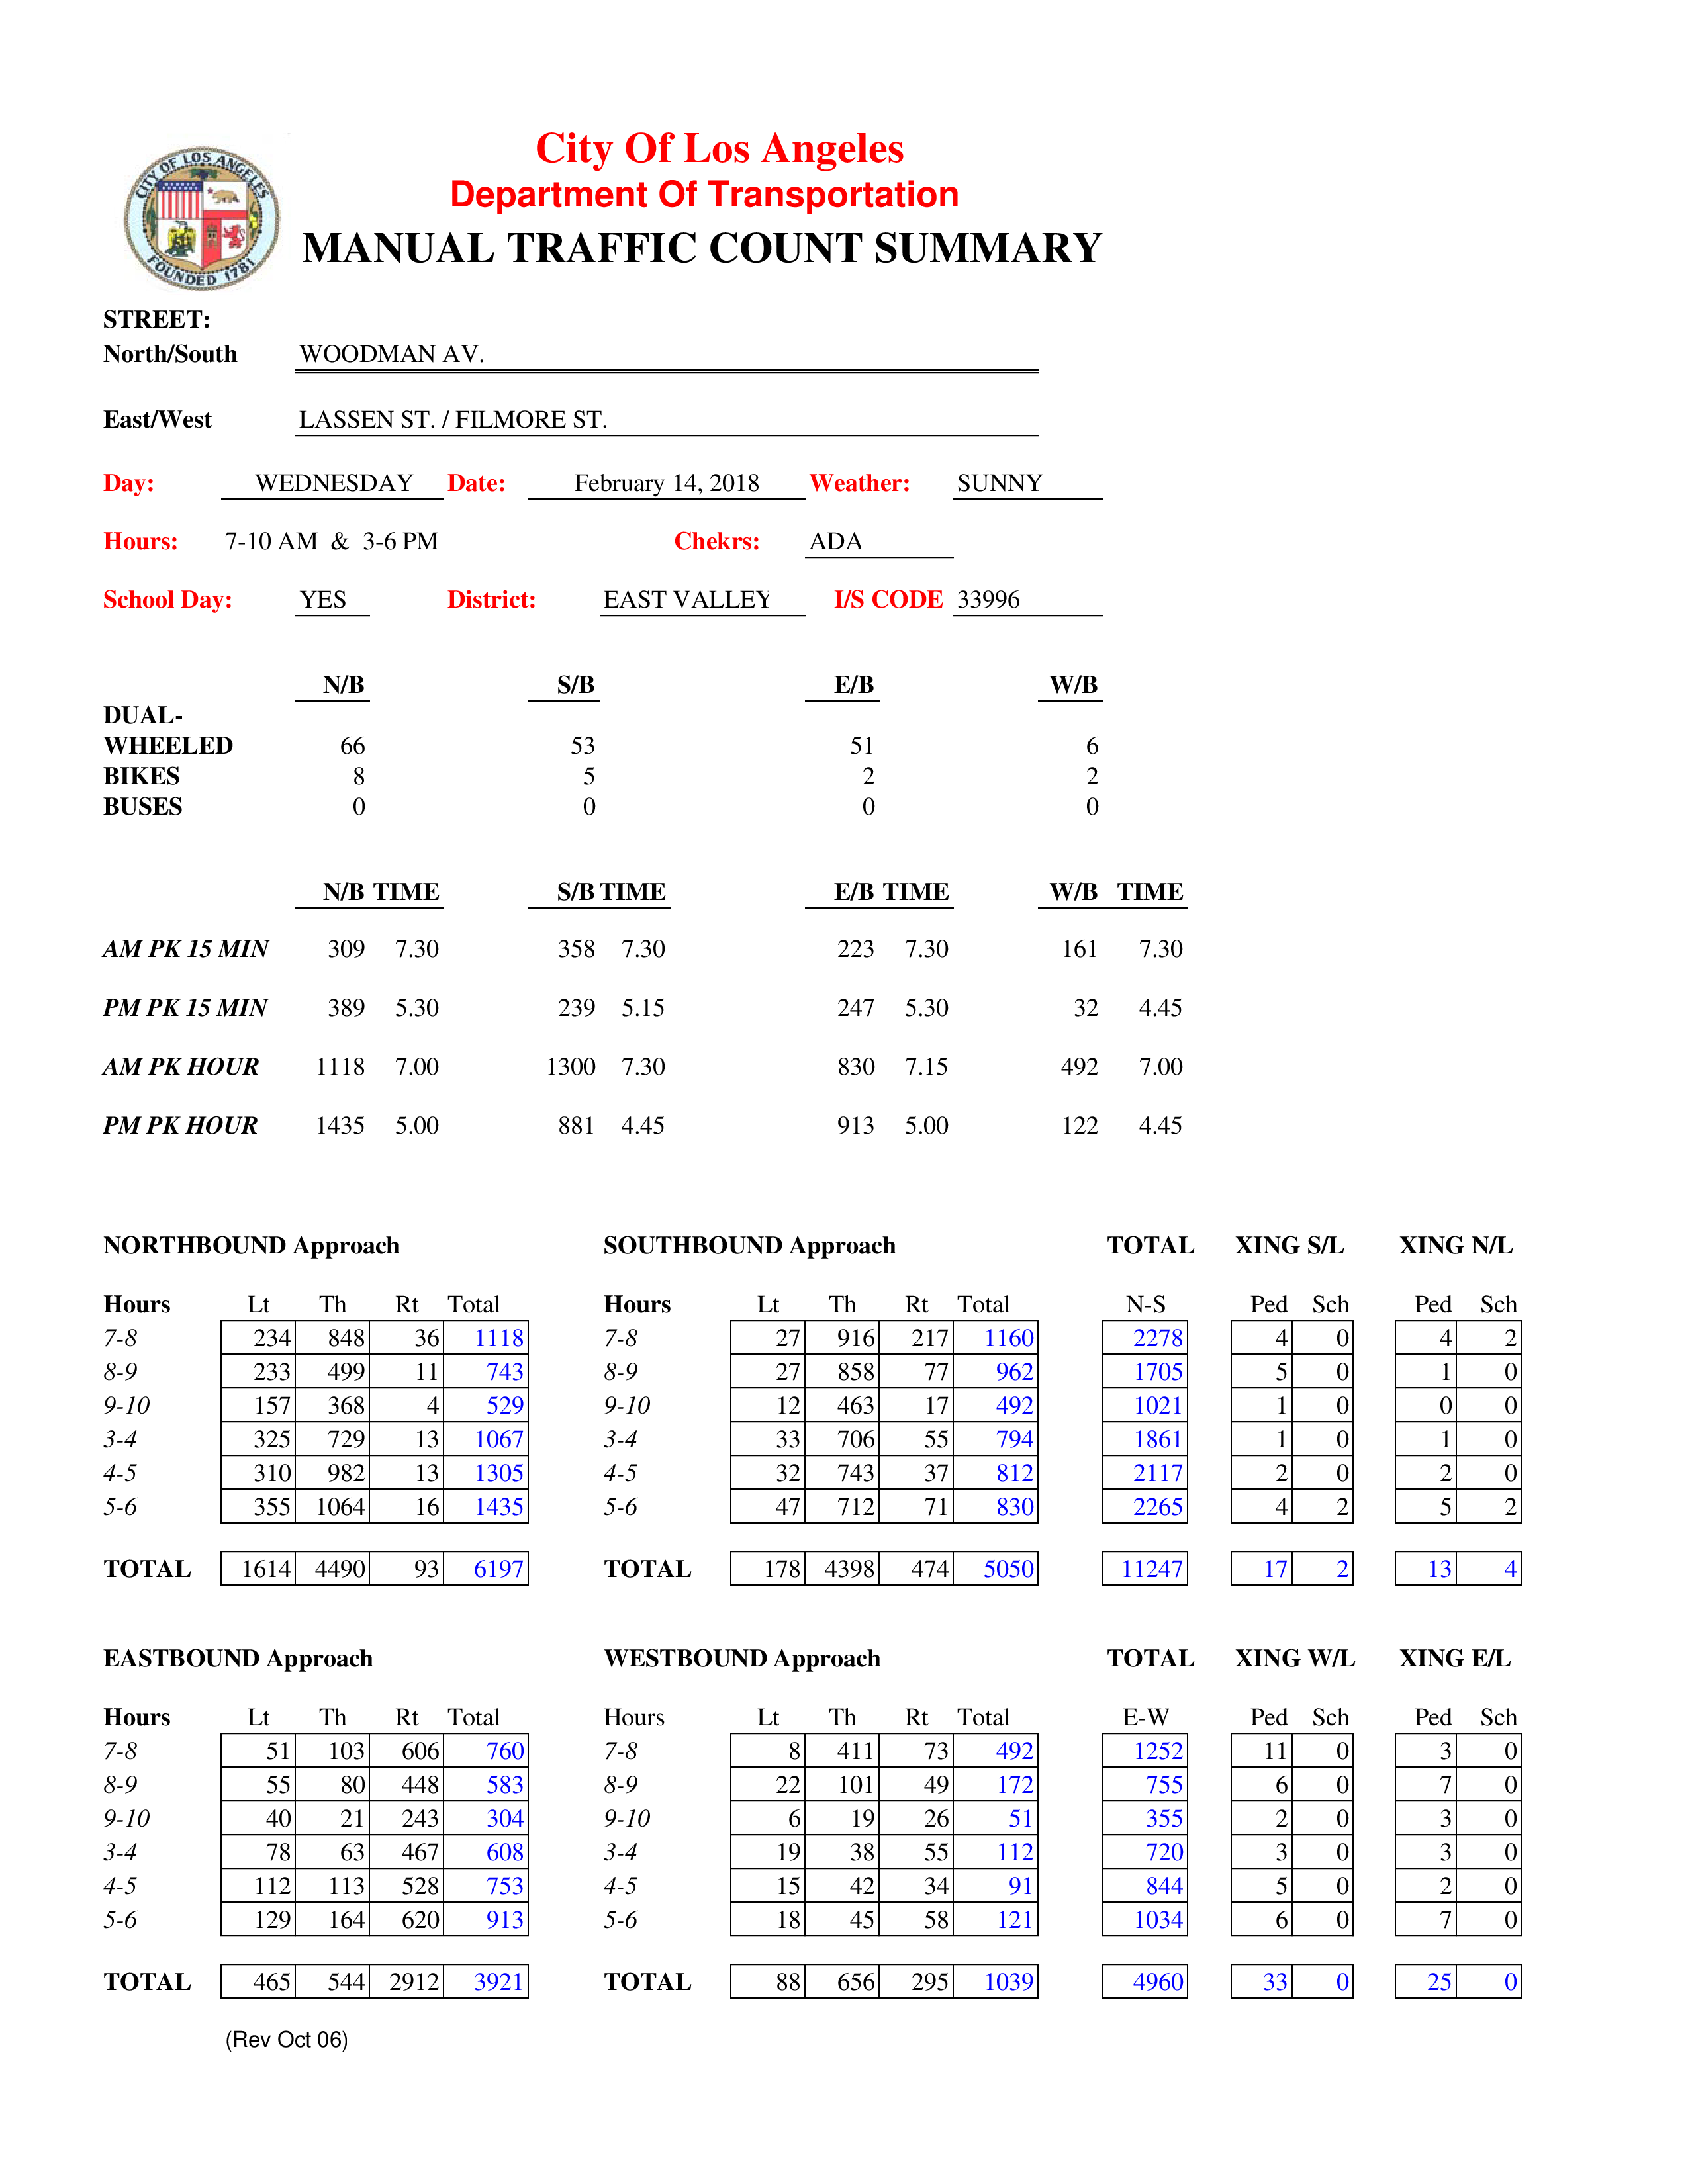 City Of Los Angeles
Department Of Transportation
MANUAL TRAFFIC COUNT SUMMARY
CITY OF LOS ANGELES
FOUNDED 1781
STREET:
North/South WOODMAN AV.
East/West LASSEN ST. / FILMORE ST.
Day: WEDNESDAY Date: February 14, 2018 Weather: SUNNY
Hours: 7-10 AM & 3-6 PM Chekrs: ADA
School Day: YES District: EAST VALLEY I/S CODE 33996
N/B S/B E/B W/B
DUAL-
WHEELED 66 53 51 6
BIKES 8 5 2 2
BUSES 0 0 0 0
N/B TIME S/B TIME E/B TIME W/B TIME
AM PK 15 MIN 309 7.30 358 7.30 223 7.30 161 7.30
PM PK 15 MIN 389 5.30 239 5.15 247 5.30 32 4.45
AM PK HOUR 1118 7.00 1300 7.30 830 7.15 492 7.00
PM PK HOUR 1435 5.00 881 4.45 913 5.00 122 4.45
NORTHBOUND Approach SOUTHBOUND Approach TOTAL XING S/L XING N/L
Hours Lt Th Rt Total Hours Lt Th Rt Total N-S Ped Sch Ped Sch
7-8 234 848 36 1118 7-8 27 916 217 1160 2278 4 0 4 2
8-9 233 499 11 743 8-9 27 858 77 962 1705 5 0 1 0
9-10 157 368 4 529 9-10 12 463 17 492 1021 1 0 0 0
3-4 325 729 13 1067 3-4 33 706 55 794 1861 1 0 1 0
4-5 310 982 13 1305 4-5 32 743 37 812 2117 2 0 2 0
5-6 355 1064 16 1435 5-6 47 712 71 830 2265 4 2 5 2
TOTAL 1614 4490 93 6197 TOTAL 178 4398 474 5050 11247 17 2 13 4
EASTBOUND Approach WESTBOUND Approach TOTAL XING W/L XING E/L
Hours Lt Th Rt Total Hours Lt Th Rt Total E-W Ped Sch Ped Sch
7-8 51 103 606 760 7-8 8 411 73 492 1252 11 0 3 0
8-9 55 80 448 583 8-9 22 101 49 172 755 6 0 7 0
9-10 40 21 243 304 9-10 6 19 26 51 355 2 0 3 0
3-4 78 63 467 608 3-4 19 38 55 112 720 3 0 3 0
4-5 112 113 528 753 4-5 15 42 34 91 844 5 0 2 0
5-6 129 164 620 913 5-6 18 45 58 121 1034 6 0 7 0
TOTAL 465 544 2912 3921 TOTAL 88 656 295 1039 4960 33 0 25 0
(Rev Oct 06)